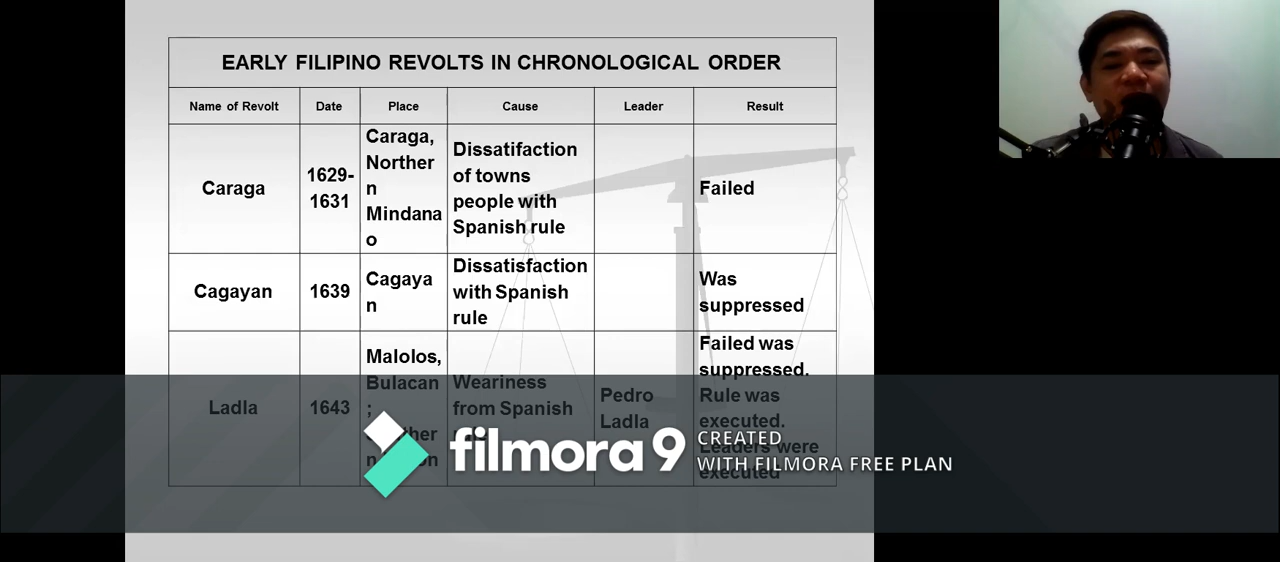 EARLY FILIPINO REVOLTS IN CHRONOLOGICAL ORDER
Name of Revolt Date Place Cause Leader Result
Caraga
1629-
1631
Caraga,
Norther
n
Mindana
o
Dissatifaction
of towns
people with
Spanish rule
Failed
Cagayan
1639
Cagaya
n
Dissatisfaction
with Spanish
rule
Was
suppressed
Ladla
1643
Malolos,
Bulacan
;
Weariness
from Spanish
Pedro
Ladla
Failed was
suppressed.
Rule was
executed.
Leaders were
executed
filmora 9
CREATED
WITH FILMORA FREE PLAN